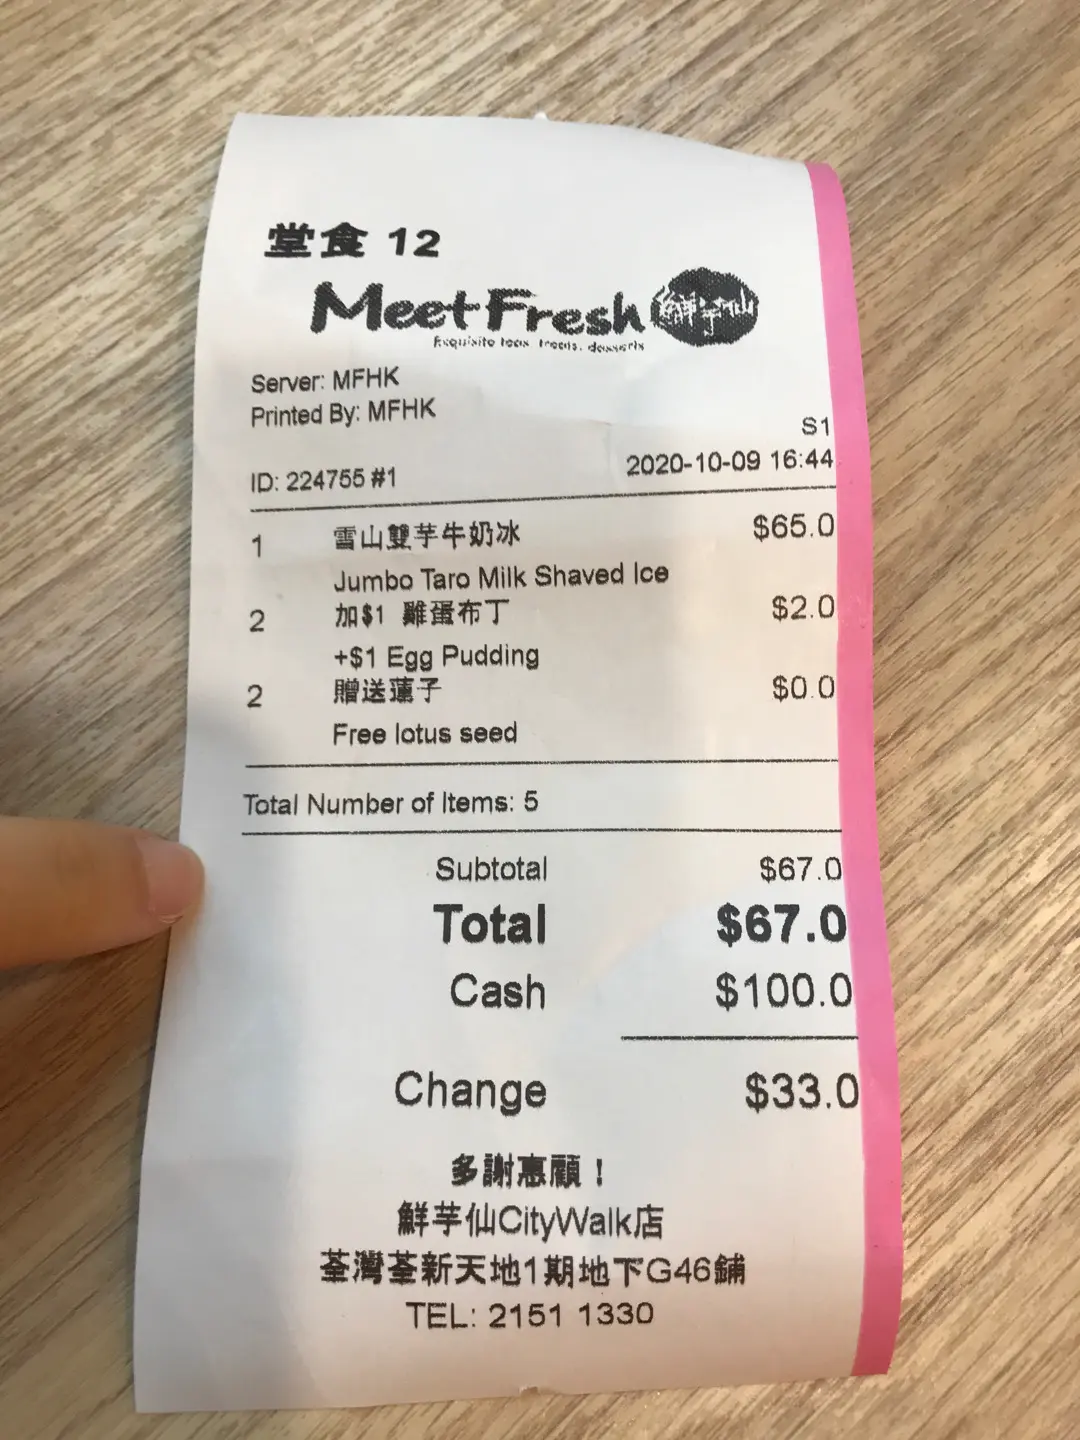 堂食 12
Meet Fresh 鮮芋仙
Exquisite teas, treats, desserts
Server: MFHK
Printed By: MFHK
S1
ID: 224755 #1 2020-10-09 16:44
1 雪山雙芋牛奶冰 $65.0
Jumbo Taro Milk Shaved Ice
2 加$1 雞蛋布丁 $2.0
+$1 Egg Pudding
2 贈送蓮子 $0.0
Free lotus seed
Total Number of Items: 5
Subtotal $67.0
Total $67.0
Cash $100.0
Change $33.0
多謝惠顧！
鮮芋仙CityWalk店
荃灣荃新天地1期地下G46鋪
TEL: 2151 1330